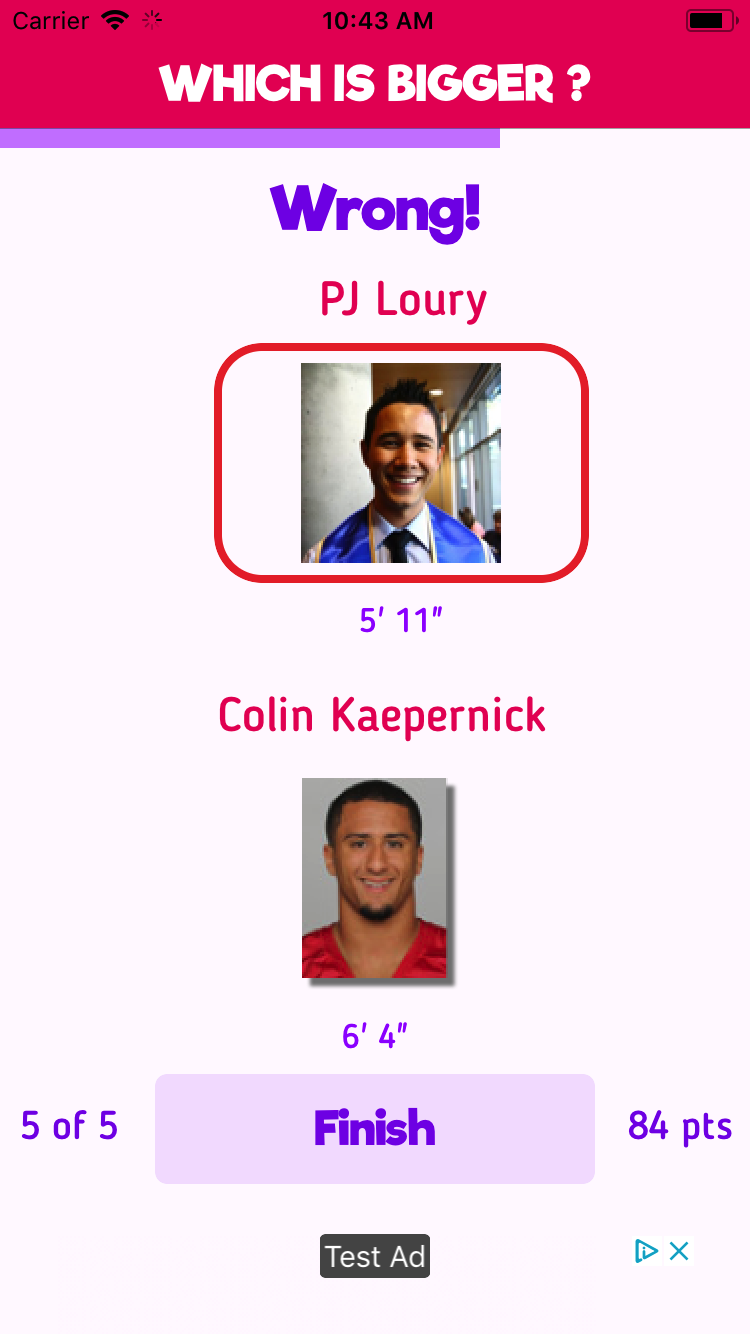 Carrier 10:43 AM
WHICH IS BIGGER ?
Wrong!
PJ Loury
5' 11"
Colin Kaepernick
6' 4"
5 of 5 Finish 84 pts
Test Ad